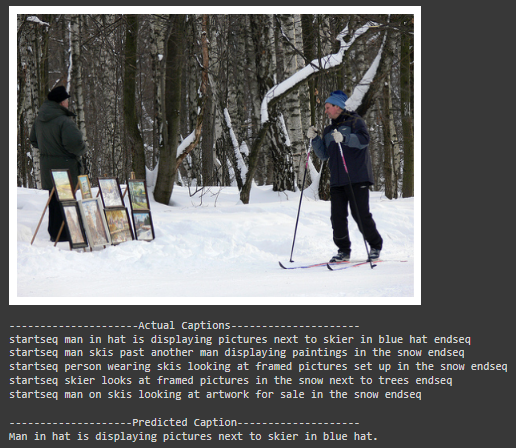 ---------------------Actual Captions---------------------
startseq man in hat is displaying pictures next to skier in blue hat endseq
startseq man skis past another man displaying paintings in the snow endseq
startseq person wearing skis looking at framed pictures set up in the snow endseq
startseq skier looks at framed pictures in the snow next to trees endseq
startseq man on skis looking at artwork for sale in the snow endseq
--------------------Predicted Caption--------------------
Man in hat is displaying pictures next to skier in blue hat.